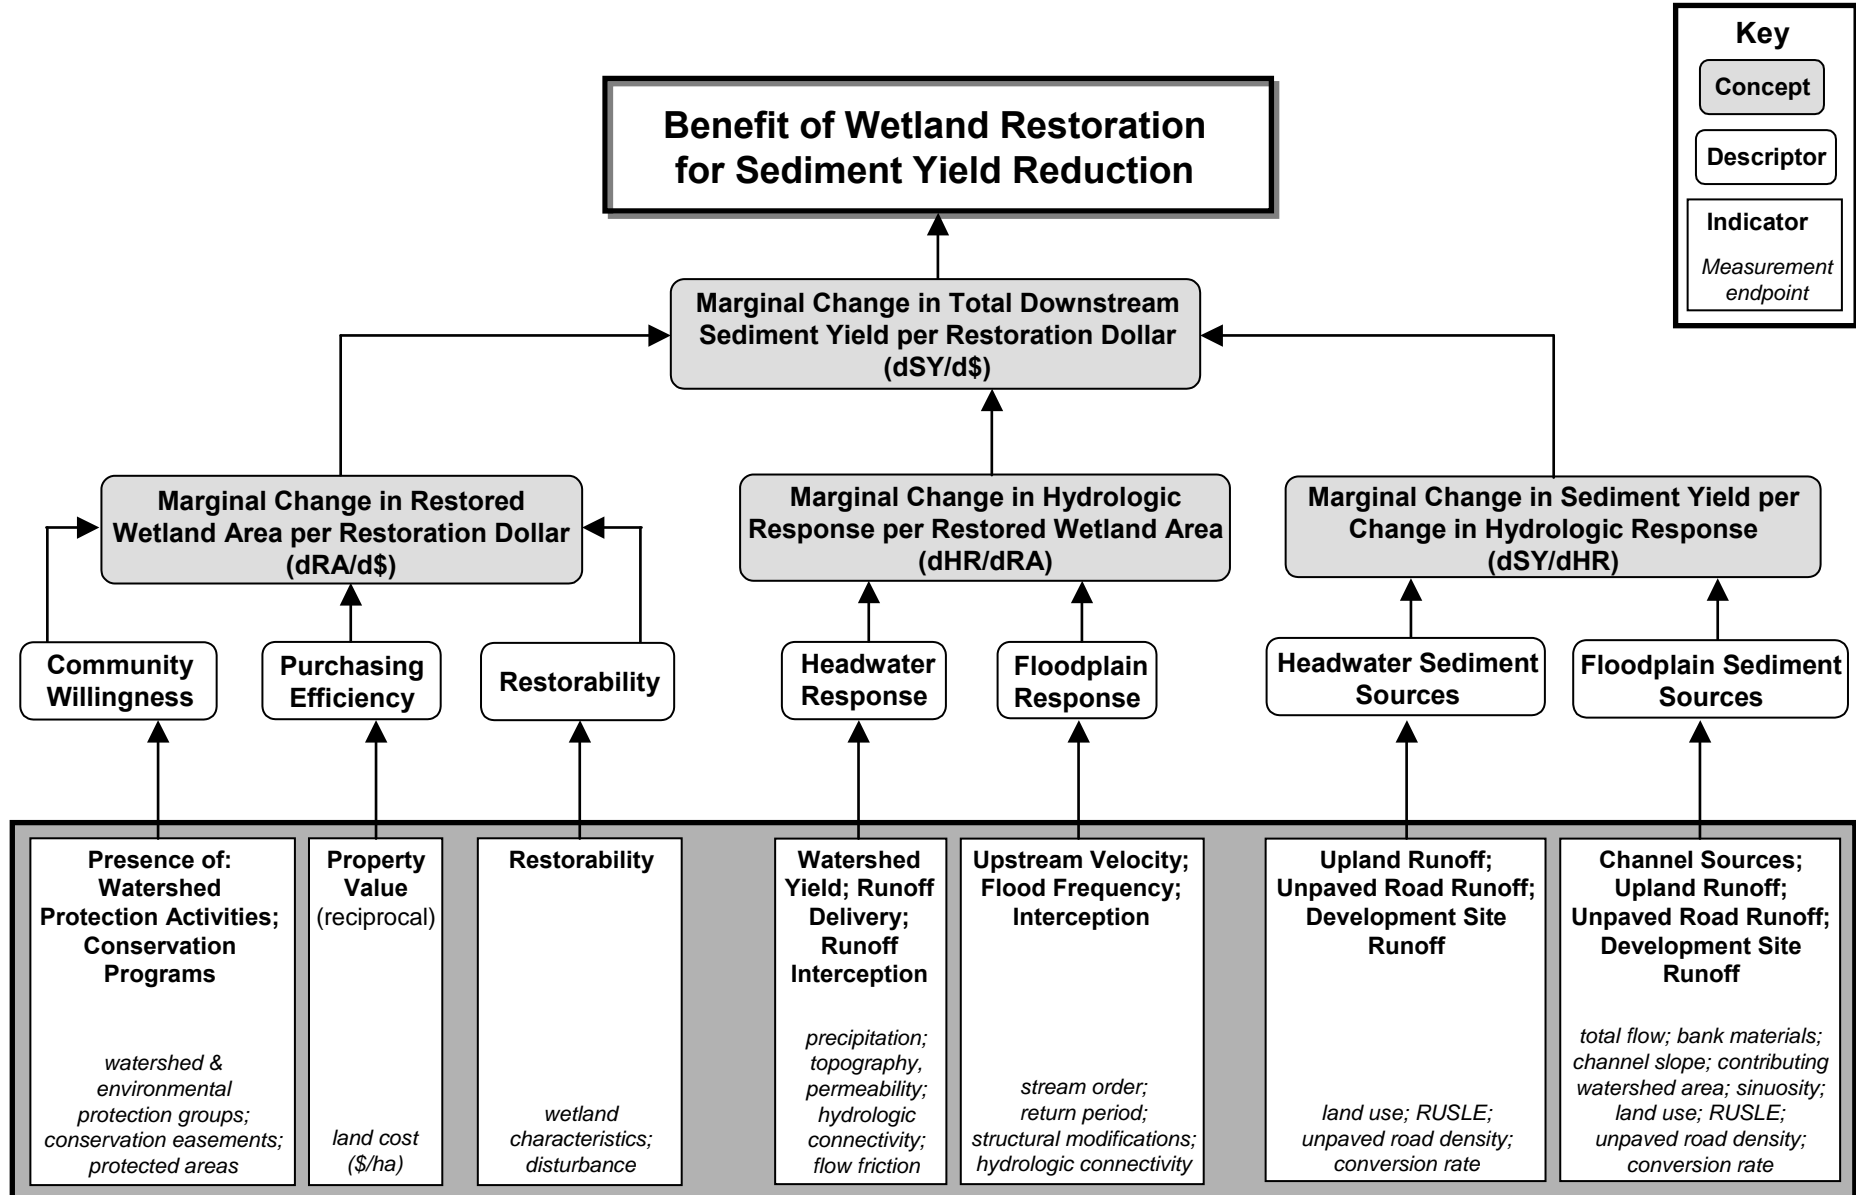 Key
Concept
Descriptor
Indicator
Measurement
endpoint
Benefit of Wetland Restoration
for Sediment Yield Reduction
Marginal Change in Total Downstream
Sediment Yield per Restoration Dollar
(dSY/d$)
Marginal Change in Restored
Wetland Area per Restoration Dollar
(dRA/d$)
Marginal Change in Hydrologic
Response per Restored Wetland Area
(dHR/dRA)
Marginal Change in Sediment Yield per
Change in Hydrologic Response
(dSY/dHR)
Community
Willingness
Purchasing
Efficiency
Restorability
Headwater
Response
Floodplain
Response
Headwater Sediment
Sources
Floodplain Sediment
Sources
Presence of:
Watershed
Protection Activities;
Conservation
Programs
watershed &
environmental
protection groups;
conservation easements;
protected areas
Property
Value
(reciprocal)
land cost
($/ha)
Restorability
wetland
characteristics;
disturbance
Watershed
Yield; Runoff
Delivery;
Runoff
Interception
precipitation;
topography,
permeability;
hydrologic
connectivity;
flow friction
Upstream Velocity;
Flood Frequency;
Interception
stream order;
return period;
structural modifications;
hydrologic connectivity
Upland Runoff;
Unpaved Road Runoff;
Development Site
Runoff
land use; RUSLE;
unpaved road density;
conversion rate
Channel Sources;
Upland Runoff;
Unpaved Road Runoff;
Development Site
Runoff
total flow; bank materials;
channel slope; contributing
watershed area; sinuosity;
land use; RUSLE;
unpaved road density;
conversion rate